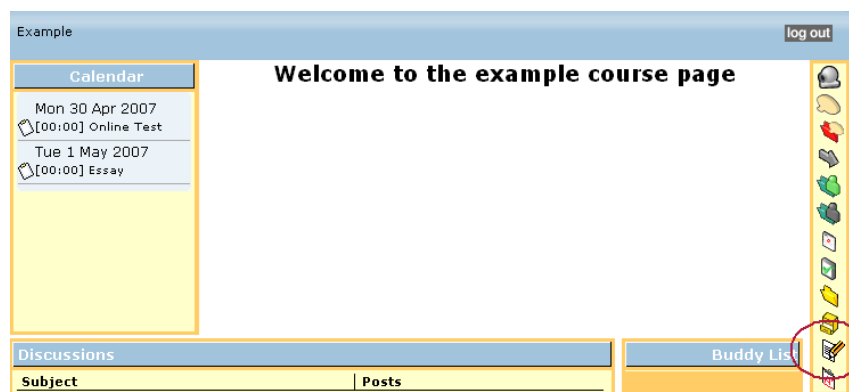 Example
log out
Calendar
Welcome to the example course page
Mon 30 Apr 2007
[00:00] Online Test
Tue 1 May 2007
[00:00] Essay
Discussions
Buddy List
Subject
Posts